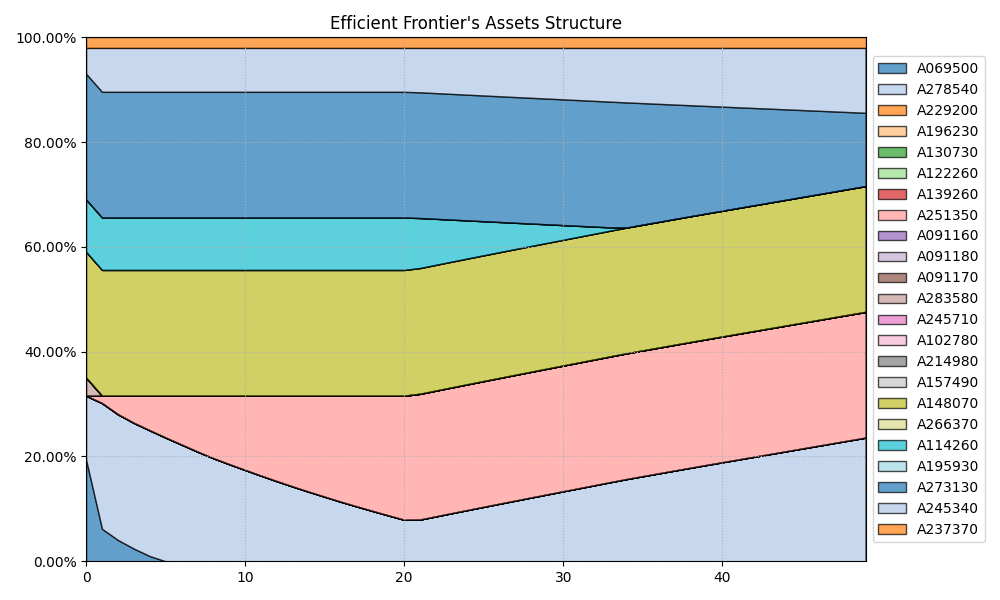 Efficient Frontier's Assets Structure
100.00%
80.00%
60.00%
40.00%
20.00%
0.00%
0
10
20
30
40
A069500
A278540
A229200
A196230
A130730
A122260
A139260
A251350
A091160
A091180
A091170
A283580
A245710
A102780
A214980
A157490
A148070
A266370
A114260
A195930
A273130
A245340
A237370